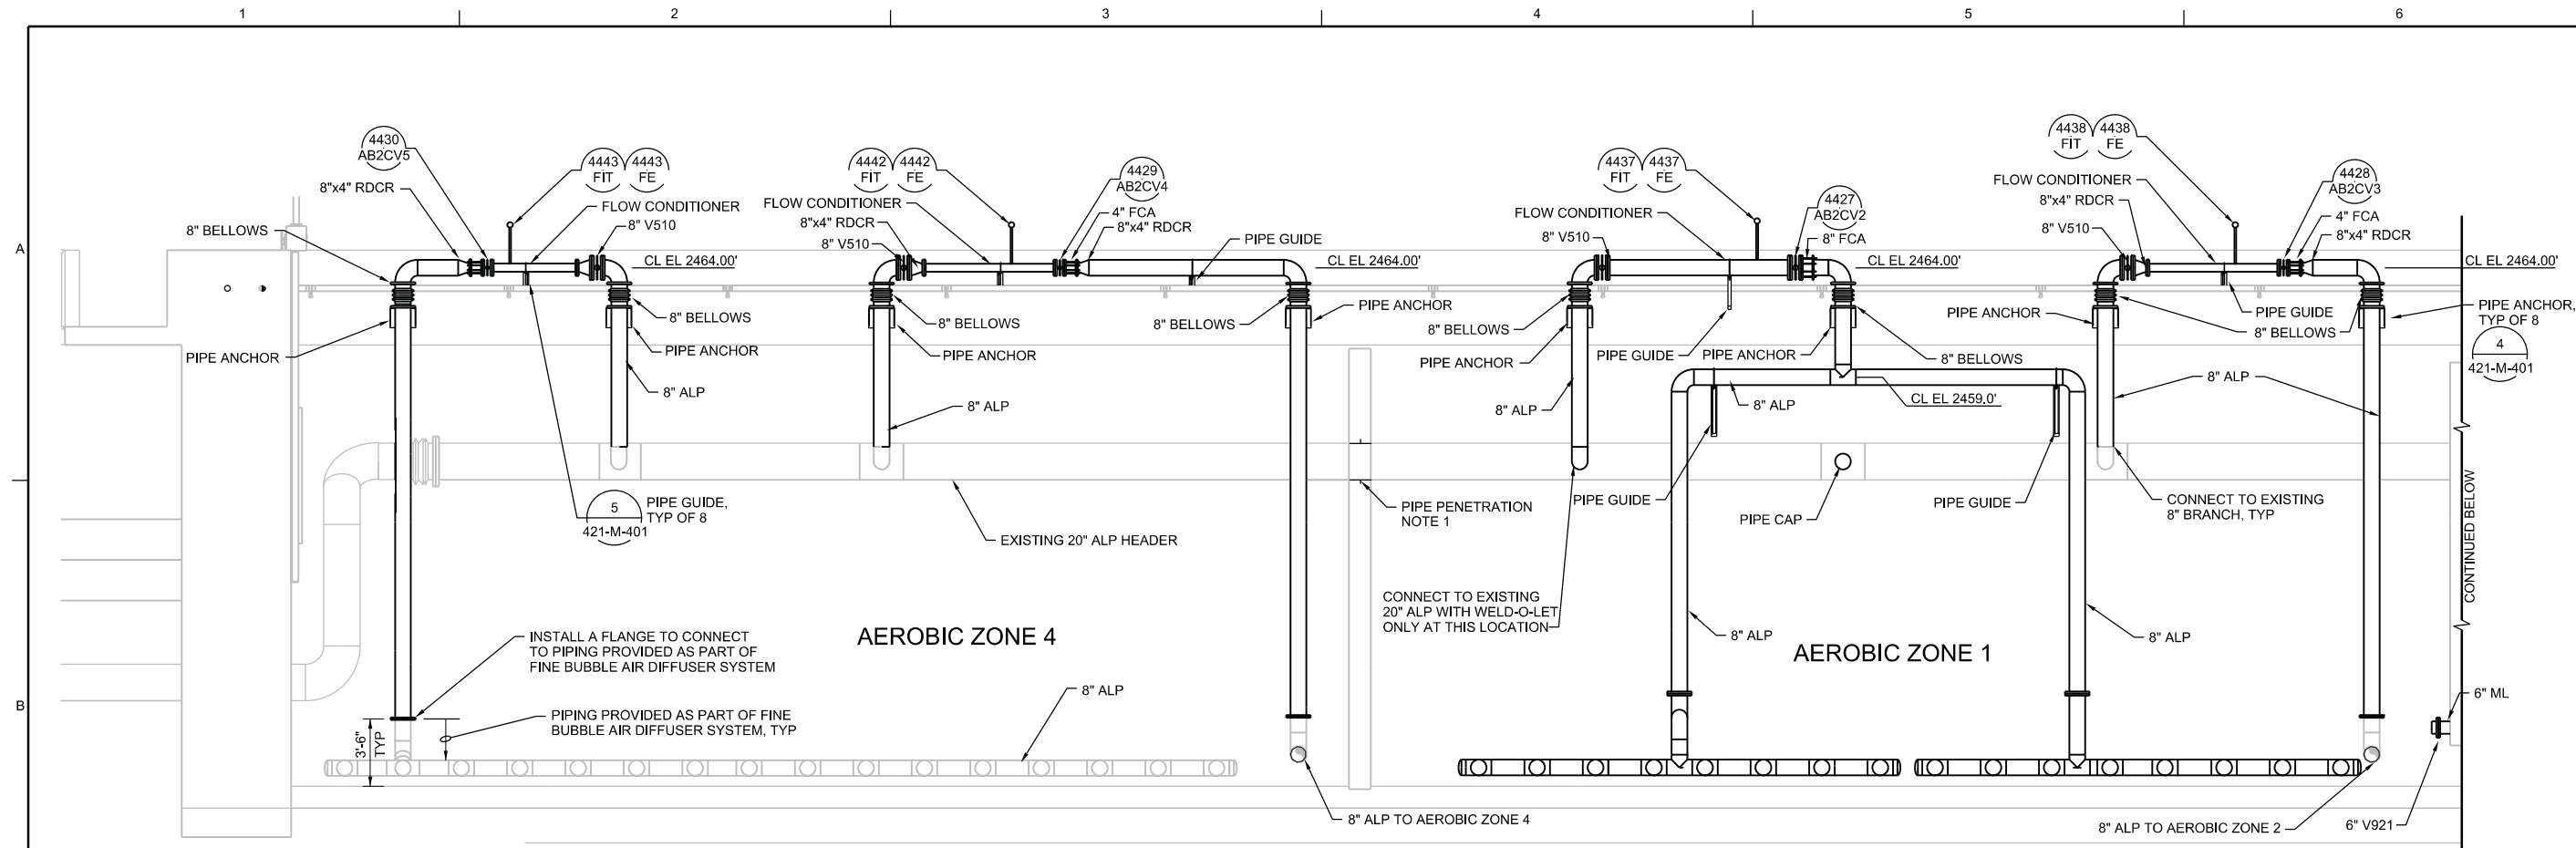 1 2 3 4 5 6
A
B
4430
AB2CV5
8"x4" RDCR
8" BELLOWS
4443 4443
FIT FE
FLOW CONDITIONER
8" V510
CL EL 2464.00'
PIPE ANCHOR
8" BELLOWS
PIPE ANCHOR
8" ALP
5
421-M-401
PIPE GUIDE,
TYP OF 8
4442 4442
FIT FE
FLOW CONDITIONER
8"x4" RDCR
8" V510
4429
AB2CV4
4" FCA
8"x4" RDCR
PIPE GUIDE
CL EL 2464.00'
8" BELLOWS
PIPE ANCHOR
8" BELLOWS
PIPE ANCHOR
8" ALP
EXISTING 20" ALP HEADER
PIPE PENETRATION
NOTE 1
4437 4437
FIT FE
FLOW CONDITIONER
8" V510
4427
AB2CV2
8" FCA
CL EL 2464.00'
8" BELLOWS
PIPE ANCHOR
PIPE GUIDE
PIPE ANCHOR
8" BELLOWS
8" ALP
8" ALP
CL EL 2459.0'
PIPE GUIDE
PIPE CAP
PIPE GUIDE
4438 4438
FIT FE
FLOW CONDITIONER
8"x4" RDCR
8" V510
4428
AB2CV3
4" FCA
8"x4" RDCR
CL EL 2464.00'
PIPE ANCHOR
PIPE GUIDE
8" BELLOWS
PIPE ANCHOR,
TYP OF 8
4
421-M-401
8" ALP
CONNECT TO EXISTING
8" BRANCH, TYP
CONTINUED BELOW
CONNECT TO EXISTING
20" ALP WITH WELD-O-LET
ONLY AT THIS LOCATION
AEROBIC ZONE 4
AEROBIC ZONE 1
INSTALL A FLANGE TO CONNECT
TO PIPING PROVIDED AS PART OF
FINE BUBBLE AIR DIFFUSER SYSTEM
PIPING PROVIDED AS PART OF FINE
BUBBLE AIR DIFFUSER SYSTEM, TYP
3'-6"
TYP
8" ALP
8" ALP
8" ALP
6" ML
8" ALP TO AEROBIC ZONE 4
8" ALP TO AEROBIC ZONE 2
6" V921